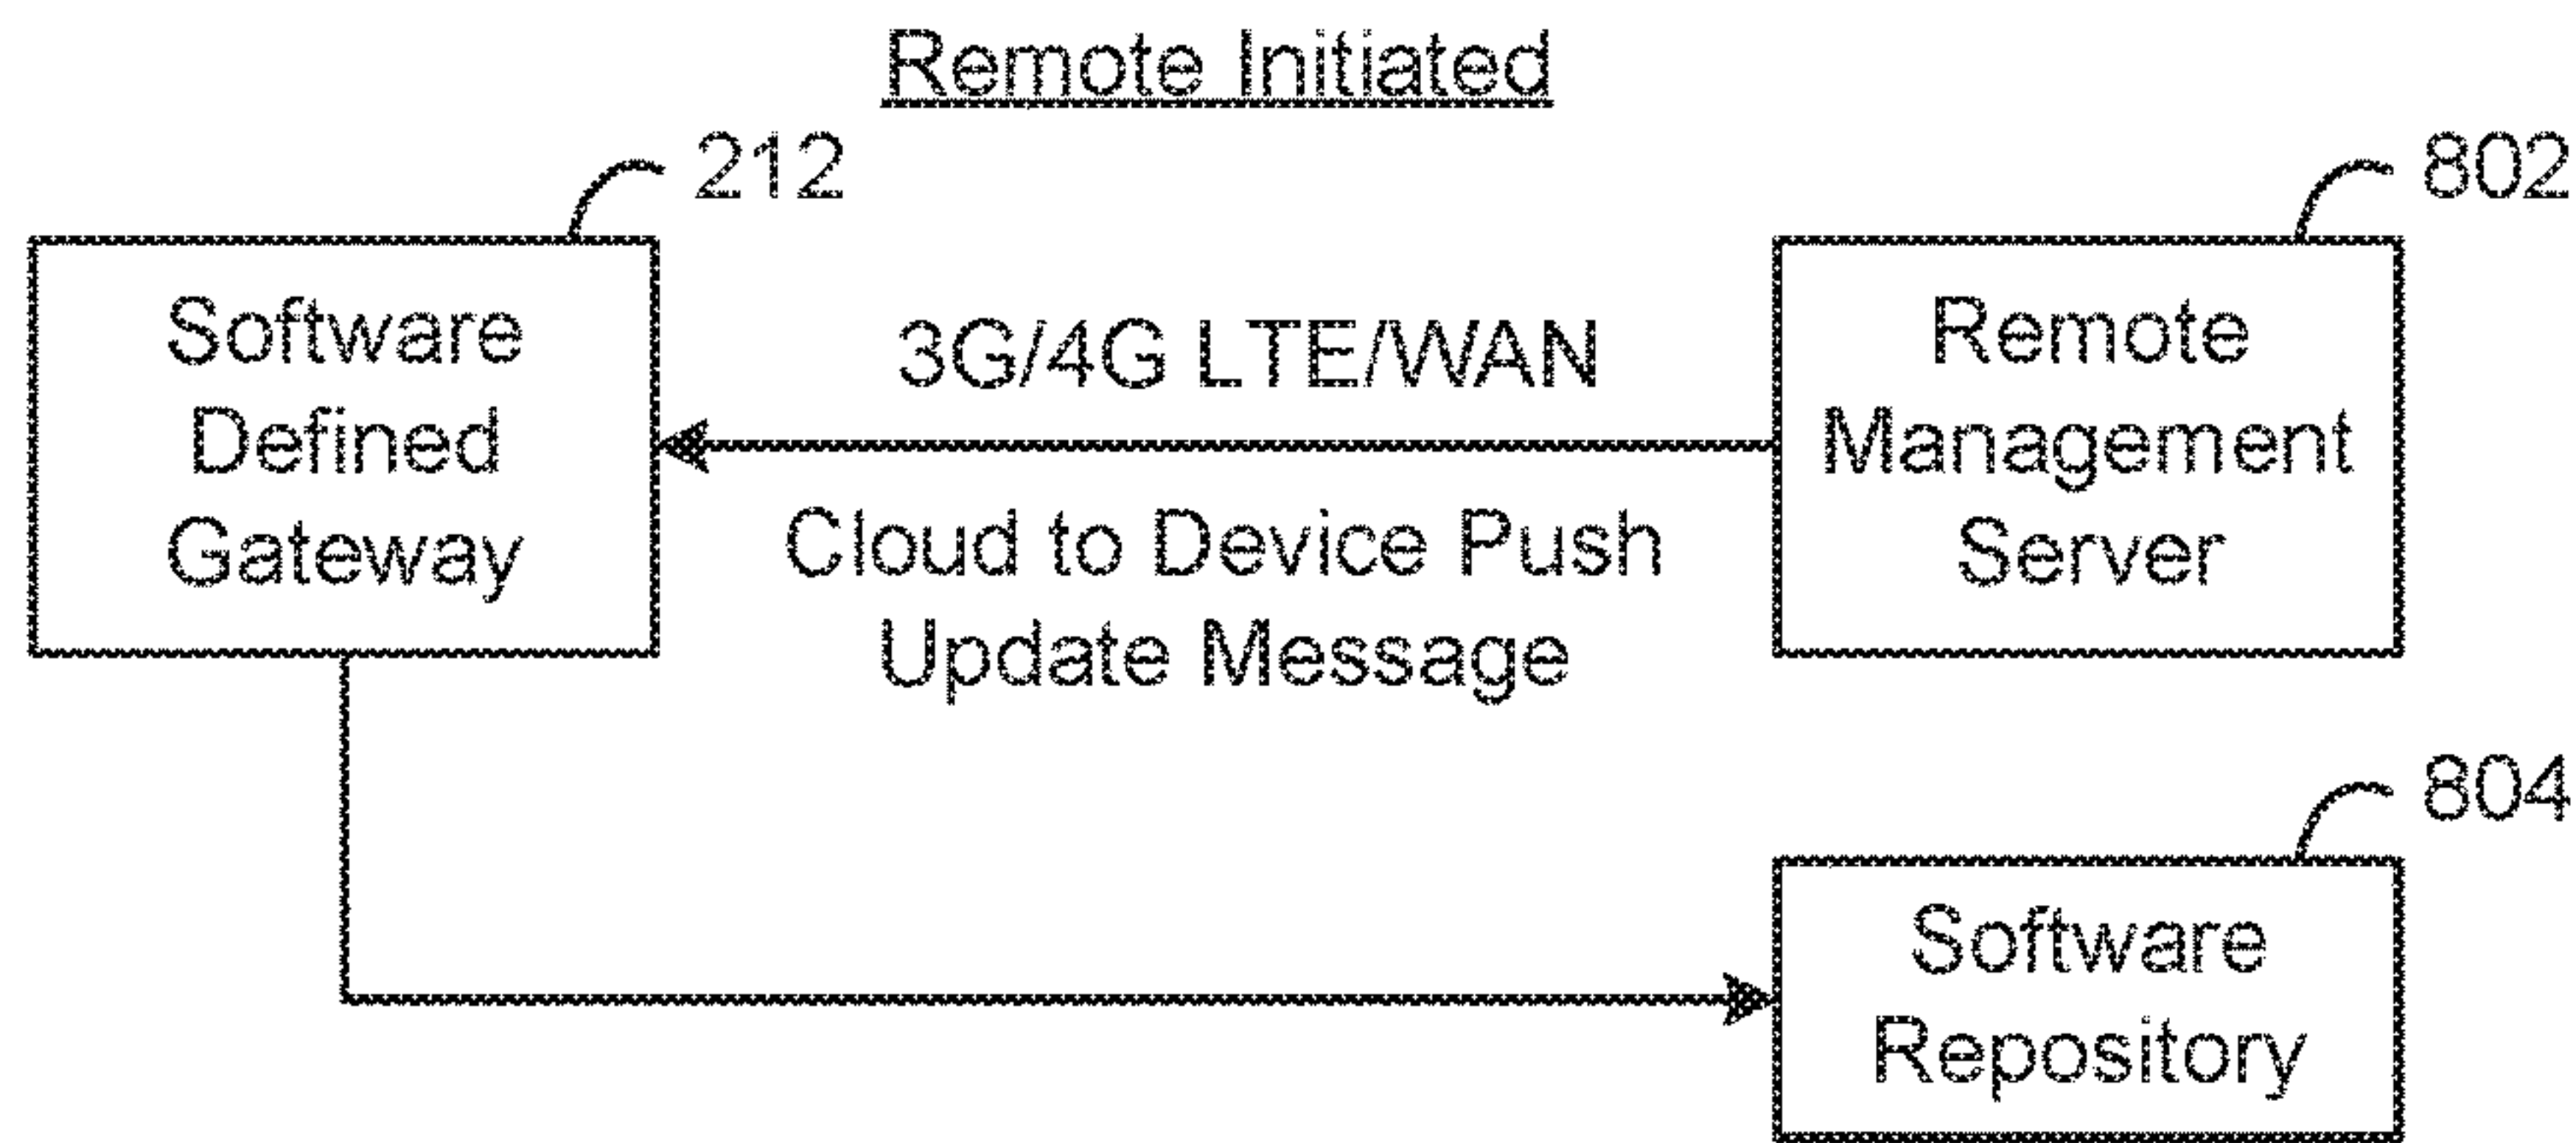 Remote Initiated
212
802
Software
Defined
Gateway
3G/4G LTE/WAN
Cloud to Device Push
Update Message
Remote
Management
Server
804
Software
Repository